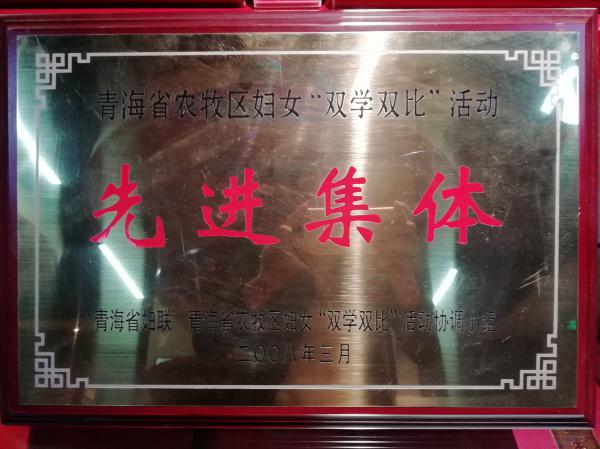 青海省农牧区妇女“双学双比”活动
先进集体
青海省妇联 青海省农牧区妇女“双学双比”活动协调小组
二〇〇八年三月